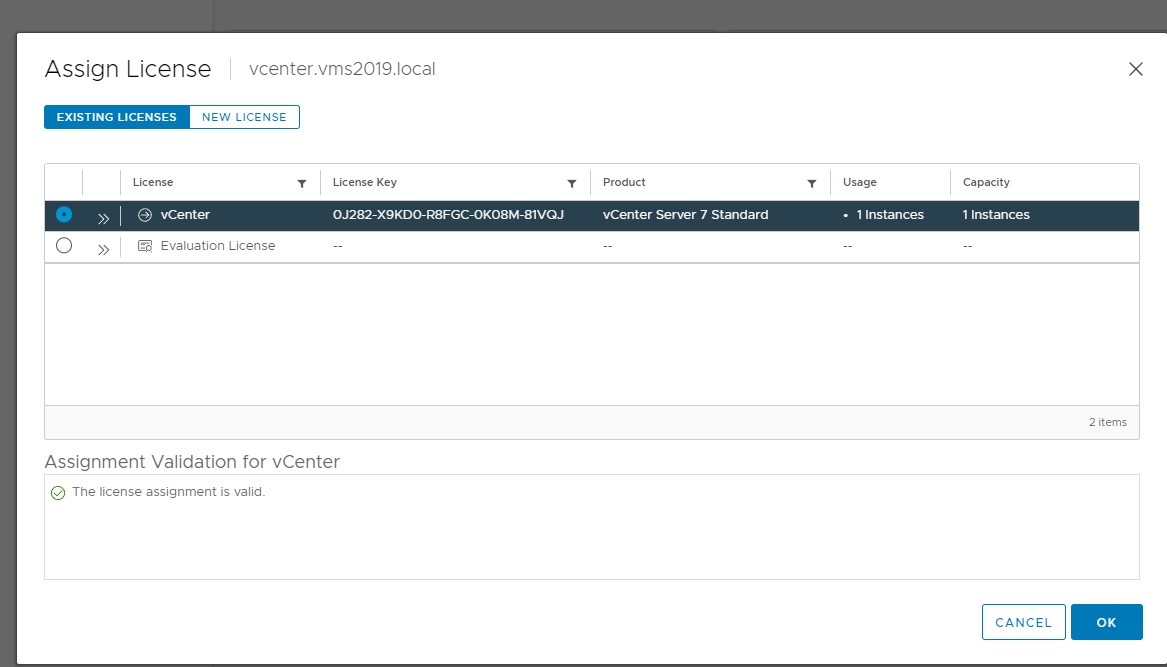 Assign License vcenter.vms2019.local
EXISTING LICENSES NEW LICENSE
License License Key Product Usage Capacity
vCenter 0J282-X9KD0-R8FGC-0K08M-81VQJ vCenter Server 7 Standard • 1 Instances 1 Instances
Evaluation License -- -- -- --
2 items
Assignment Validation for vCenter
The license assignment is valid.
CANCEL OK